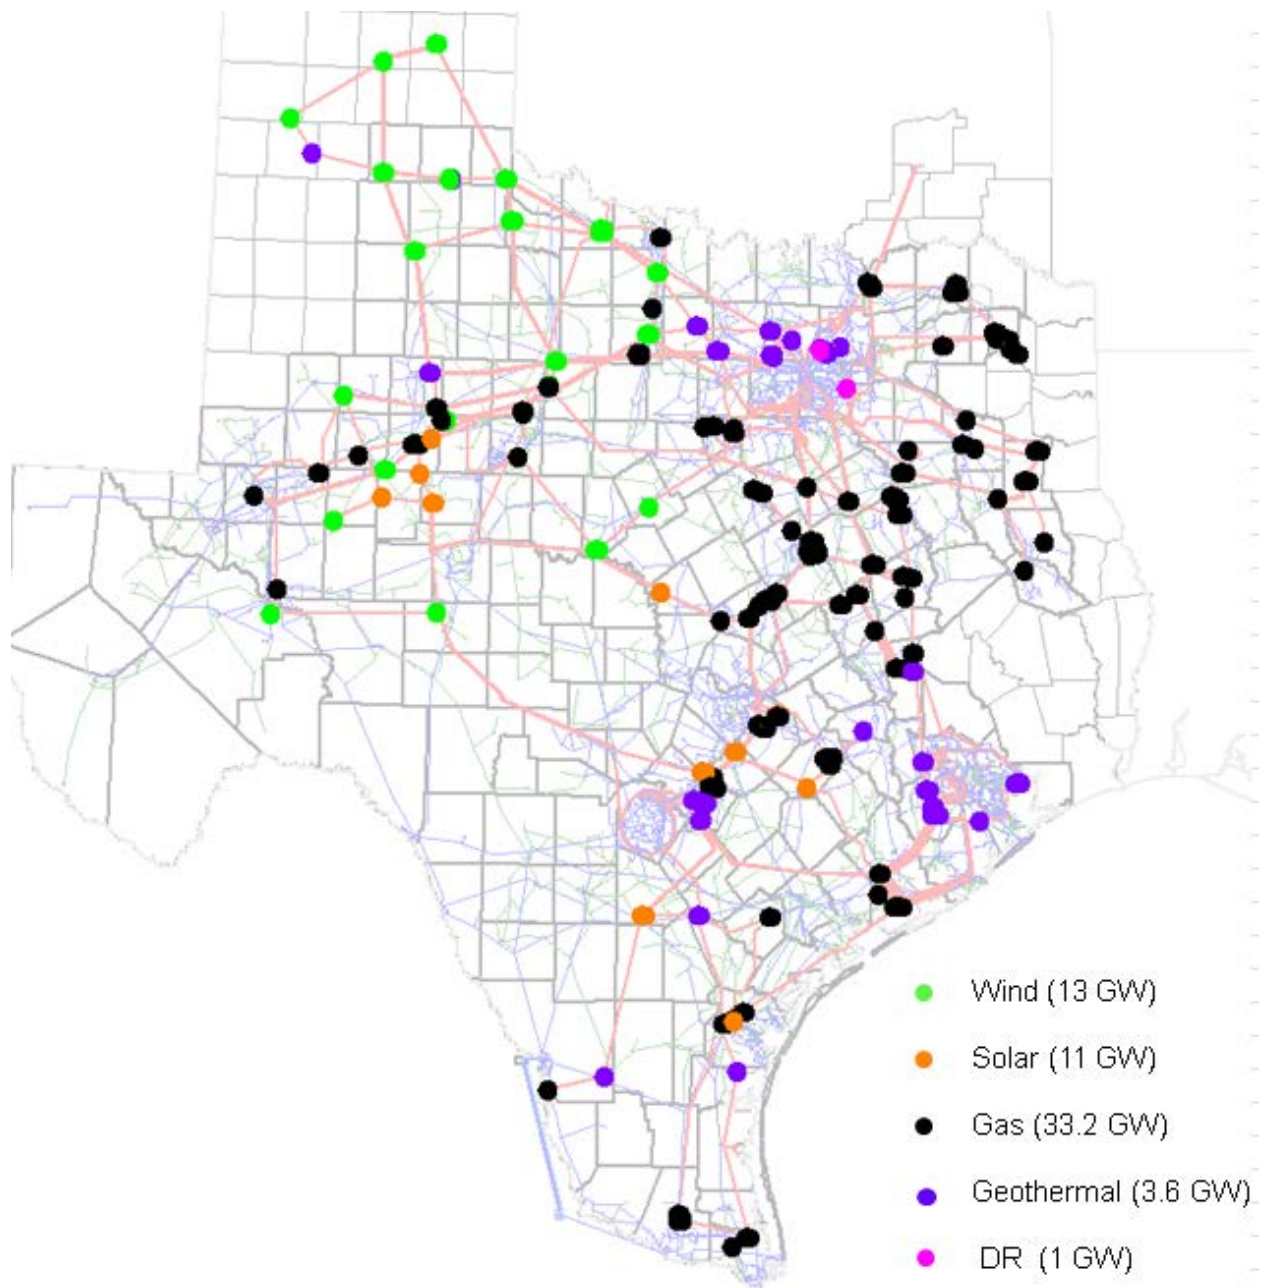 Wind (13 GW)
Solar (11 GW)
Gas (33.2 GW)
Geothermal (3.6 GW)
DR (1 GW)